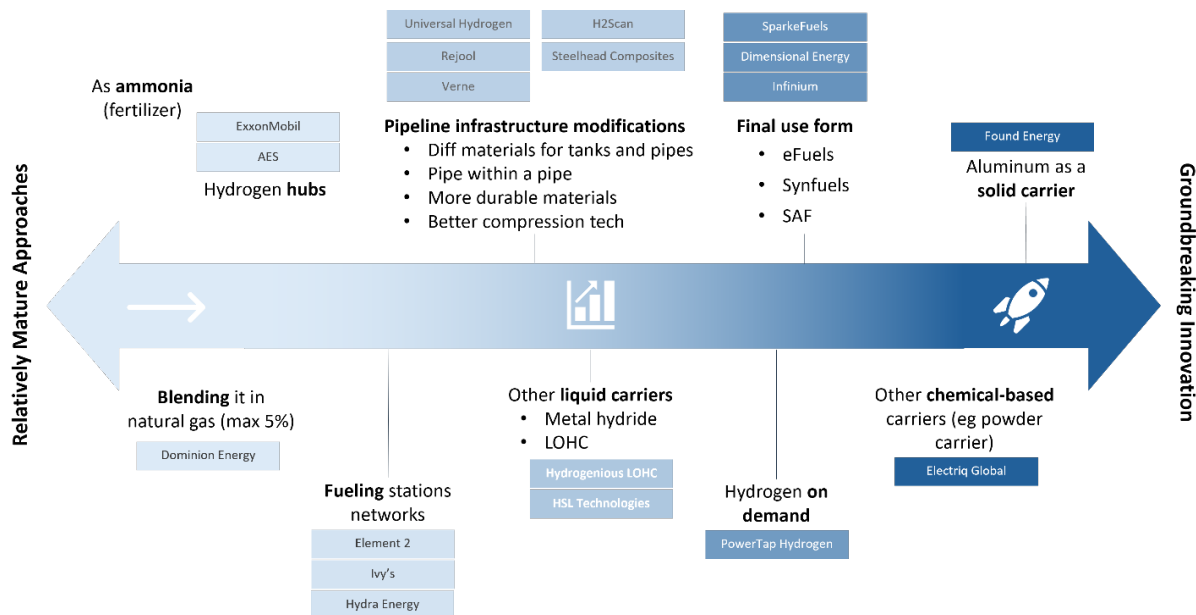 Relatively Mature Approaches
As ammonia
(fertilizer)
ExxonMobil
AES
Hydrogen hubs
Universal Hydrogen
Rejool
Verne
H2Scan
Steelhead Composites
Pipeline infrastructure modifications
• Diff materials for tanks and pipes
• Pipe within a pipe
• More durable materials
• Better compression tech
SparkeFuels
Dimensional Energy
Infinium
Final use form
• eFuels
• Synfuels
• SAF
Found Energy
Aluminum as a
solid carrier
Blending it in
natural gas (max 5%)
Dominion Energy
Fueling stations
networks
Element 2
Ivy's
Hydra Energy
Other liquid carriers
• Metal hydride
• LOHC
Hydrogenious LOHC
HSL Technologies
Hydrogen on
demand
PowerTap Hydrogen
Other chemical-based
carriers (eg powder
carrier)
Electriq Global
Groundbreaking Innovation